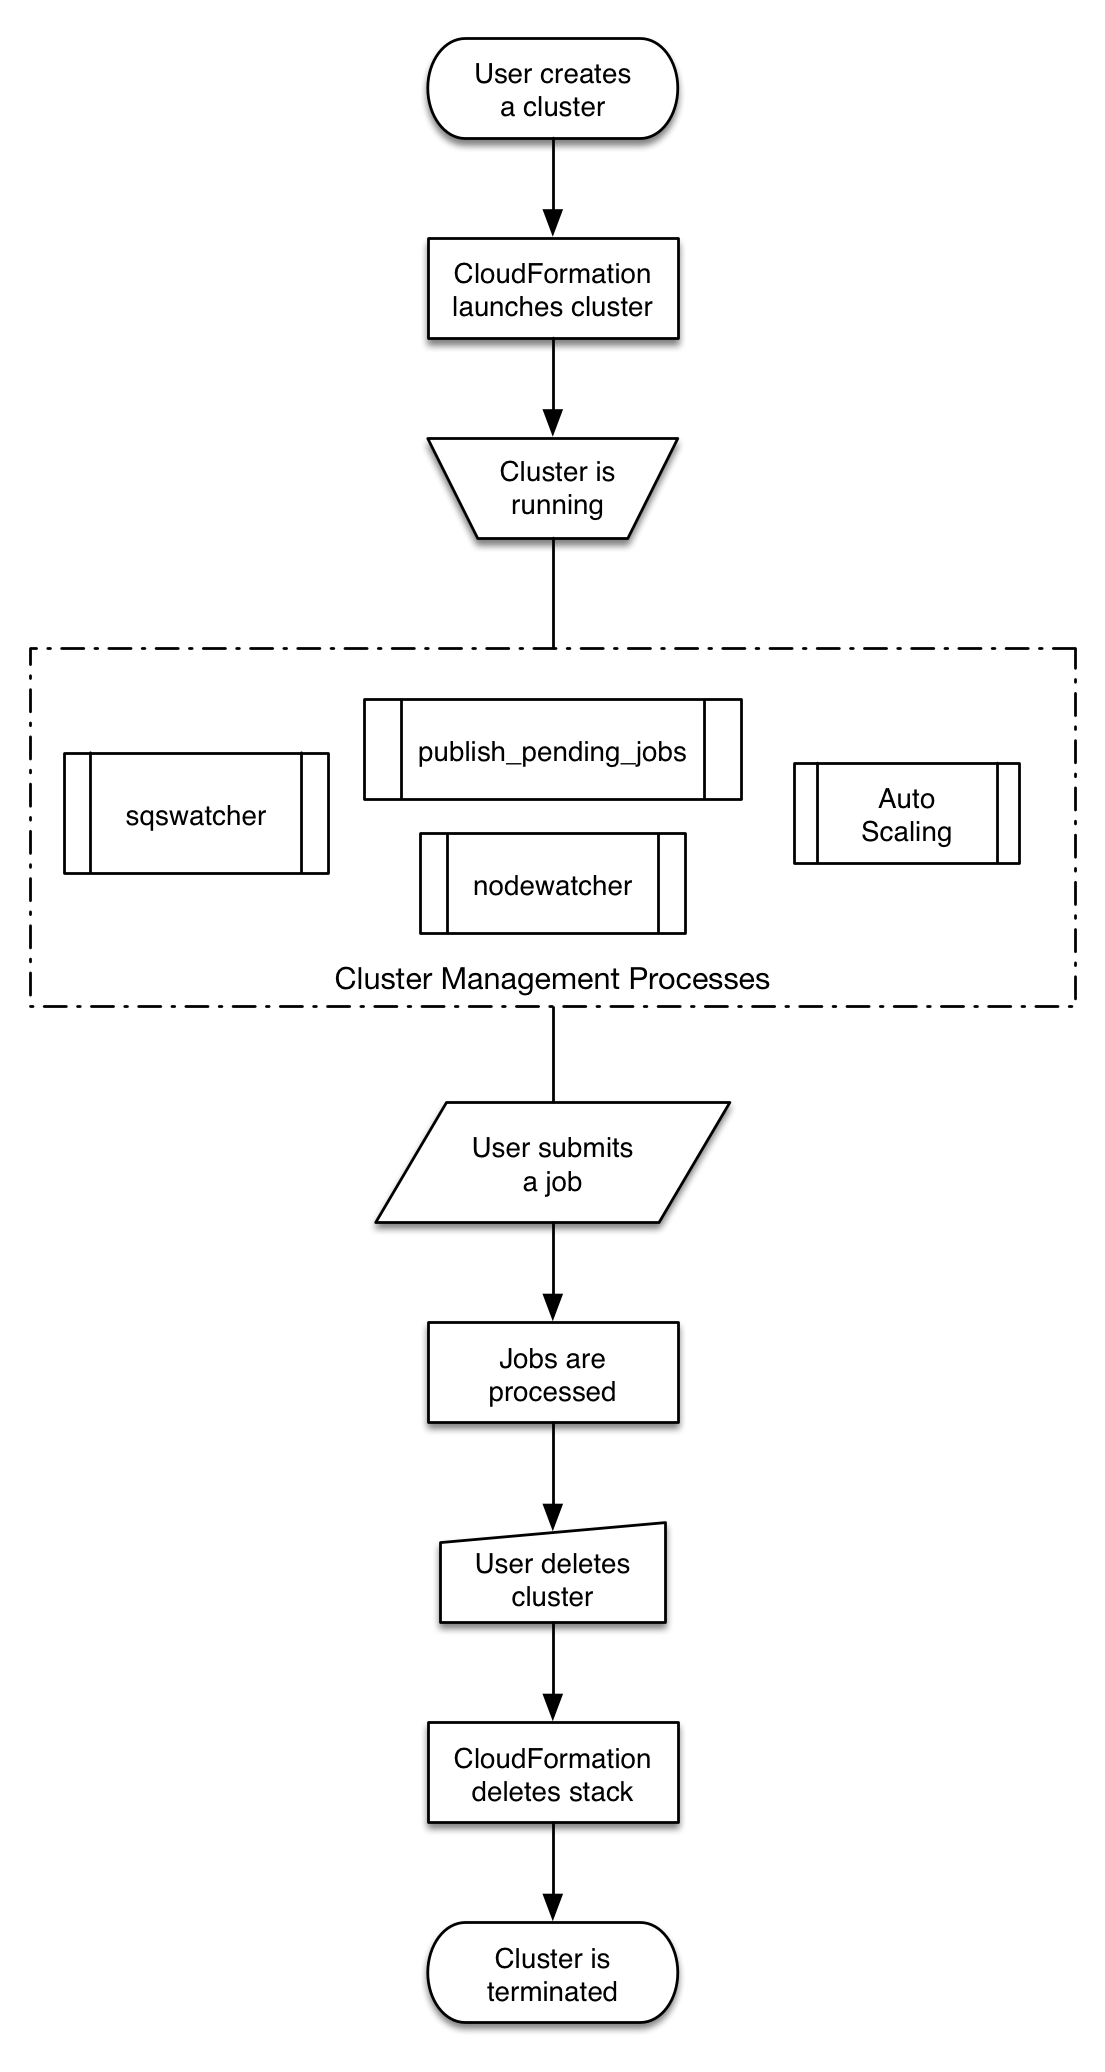 User creates
a cluster
CloudFormation
launches cluster
Cluster is
running
publish_pending_jobs
sqswatcher
Auto
Scaling
nodewatcher
Cluster Management Processes
User submits
a job
Jobs are
processed
User deletes
cluster
CloudFormation
deletes stack
Cluster is
terminated